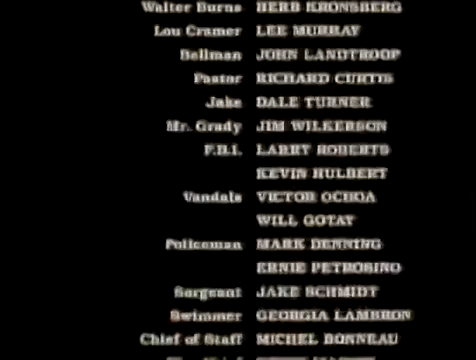 Walter Burns HERB KRONSBERG
Lou Cramer LEE MURRAY
Bellman JOHN LANDTROOP
Pastor RICHARD CURTIS
Jake DALE TURNER
Mr. Grady JIM WILKERSON
F.B.I. LARRY ROBERTS
KEVIN HULBERT
Vandals VICTOR OCHOA
WILL GOTAY
Policeman MARK DENNING
ERNIE PETROSINO
Sergeant JAKE SCHMIDT
Swimmer GEORGIA LAMBRON
Chief of Staff MICHEL BONNEAU